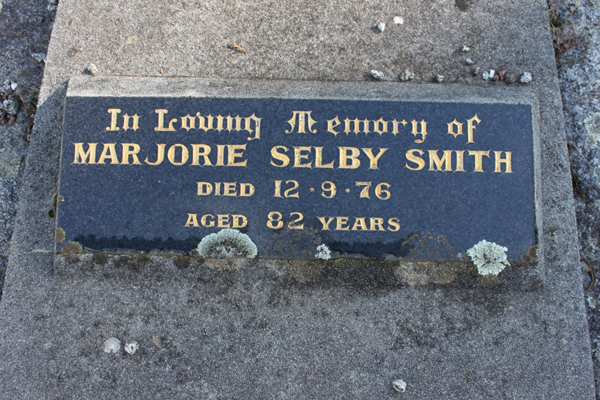 In Loving Memory of
MARJORIE SELBY SMITH
DIED 12·9·76
AGED 82 YEARS